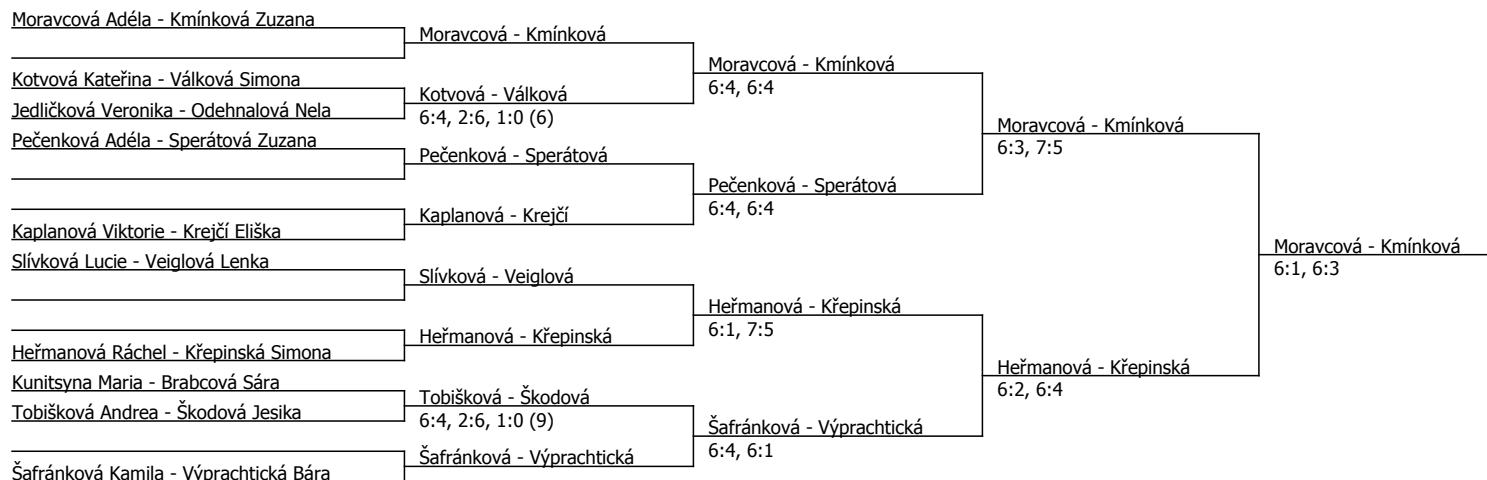 Moravcová Adéla - Kmínková Zuzana
Moravcová - Kmínková
Moravcová - Kmínková
6:4, 6:4
Kotvová Kateřina - Válková Simona
Kotvová - Válková
6:4, 2:6, 1:0 (6)
Jedličková Veronika - Odehnalová Nela
Moravcová - Kmínková
6:3, 7:5
Pečenková Adéla - Sperátová Zuzana
Pečenková - Sperátová
Pečenková - Sperátová
6:4, 6:4
Kaplanová - Krejčí
Kaplanová Viktorie - Krejčí Eliška
Moravcová - Kmínková
6:1, 6:3
Slívková Lucie - Veiglová Lenka
Slívková - Veiglová
Heřmanová - Křepinská
6:1, 7:5
Heřmanová - Křepinská
Heřmanová Ráchel - Křepinská Simona
Heřmanová - Křepinská
6:2, 6:4
Kunitsyna Maria - Brabcová Sára
Tobišková - Škodová
6:4, 2:6, 1:0 (9)
Tobišková Andrea - Škodová Jesika
Šafránková - Výprachtická
6:4, 6:1
Šafránková - Výprachtická
Šafránková Kamila - Výprachtická Bára